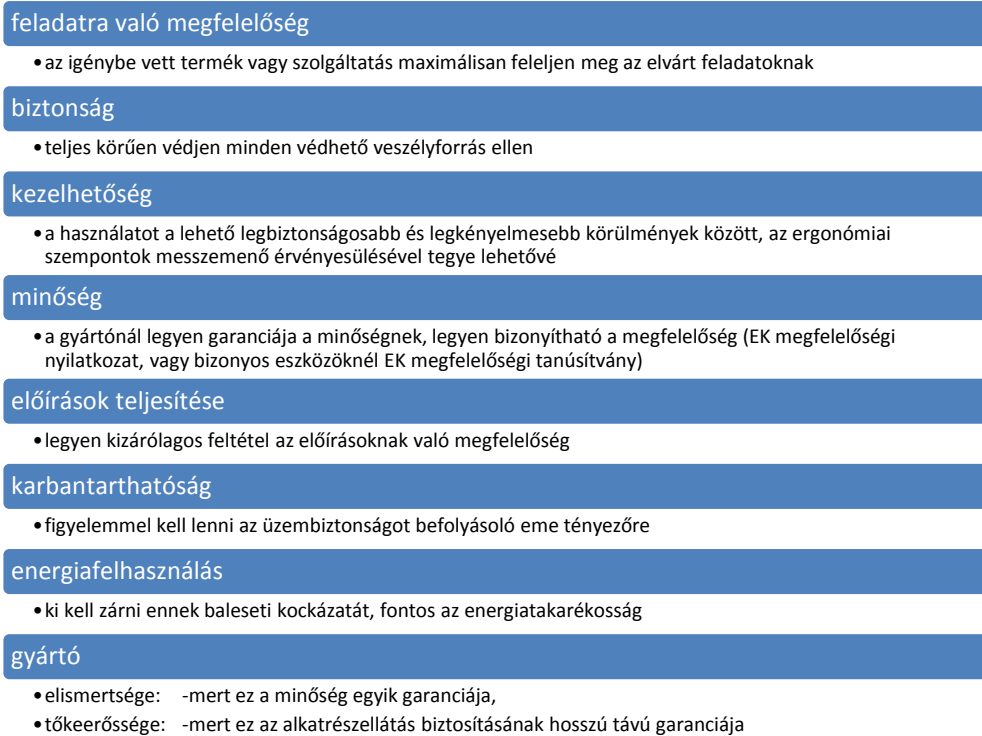 feladatra való megfelelőség
•az igénybe vett termék vagy szolgáltatás maximálisan feleljen meg az elvárt feladatoknak
biztonság
•teljes körűen védjen minden védhető veszélyforrás ellen
kezelhetőség
•a használatot a lehető legbiztonságosabb és legkényelmesebb körülmények között, az ergonómiai
szempontok messzemenő érvényesülésével tegye lehetővé
minőség
•a gyártónál legyen garanciája a minőségnek, legyen bizonyítható a megfelelőség (EK megfelelőségi
nyilatkozat, vagy bizonyos eszközöknél EK megfelelőségi tanúsítvány)
előírások teljesítése
•legyen kizárólagos feltétel az előírásoknak való megfelelőség
karbantarthatóság
•figyelemmel kell lenni az üzembiztonságot befolyásoló eme tényezőre
energiafelhasználás
•ki kell zárni ennek baleseti kockázatát, fontos az energiatakarékosság
gyártó
•elismertsége: -mert ez a minőség egyik garanciája,
•tőkeerőssége: -mert ez az alkatrészellátás biztosításának hosszú távú garanciája